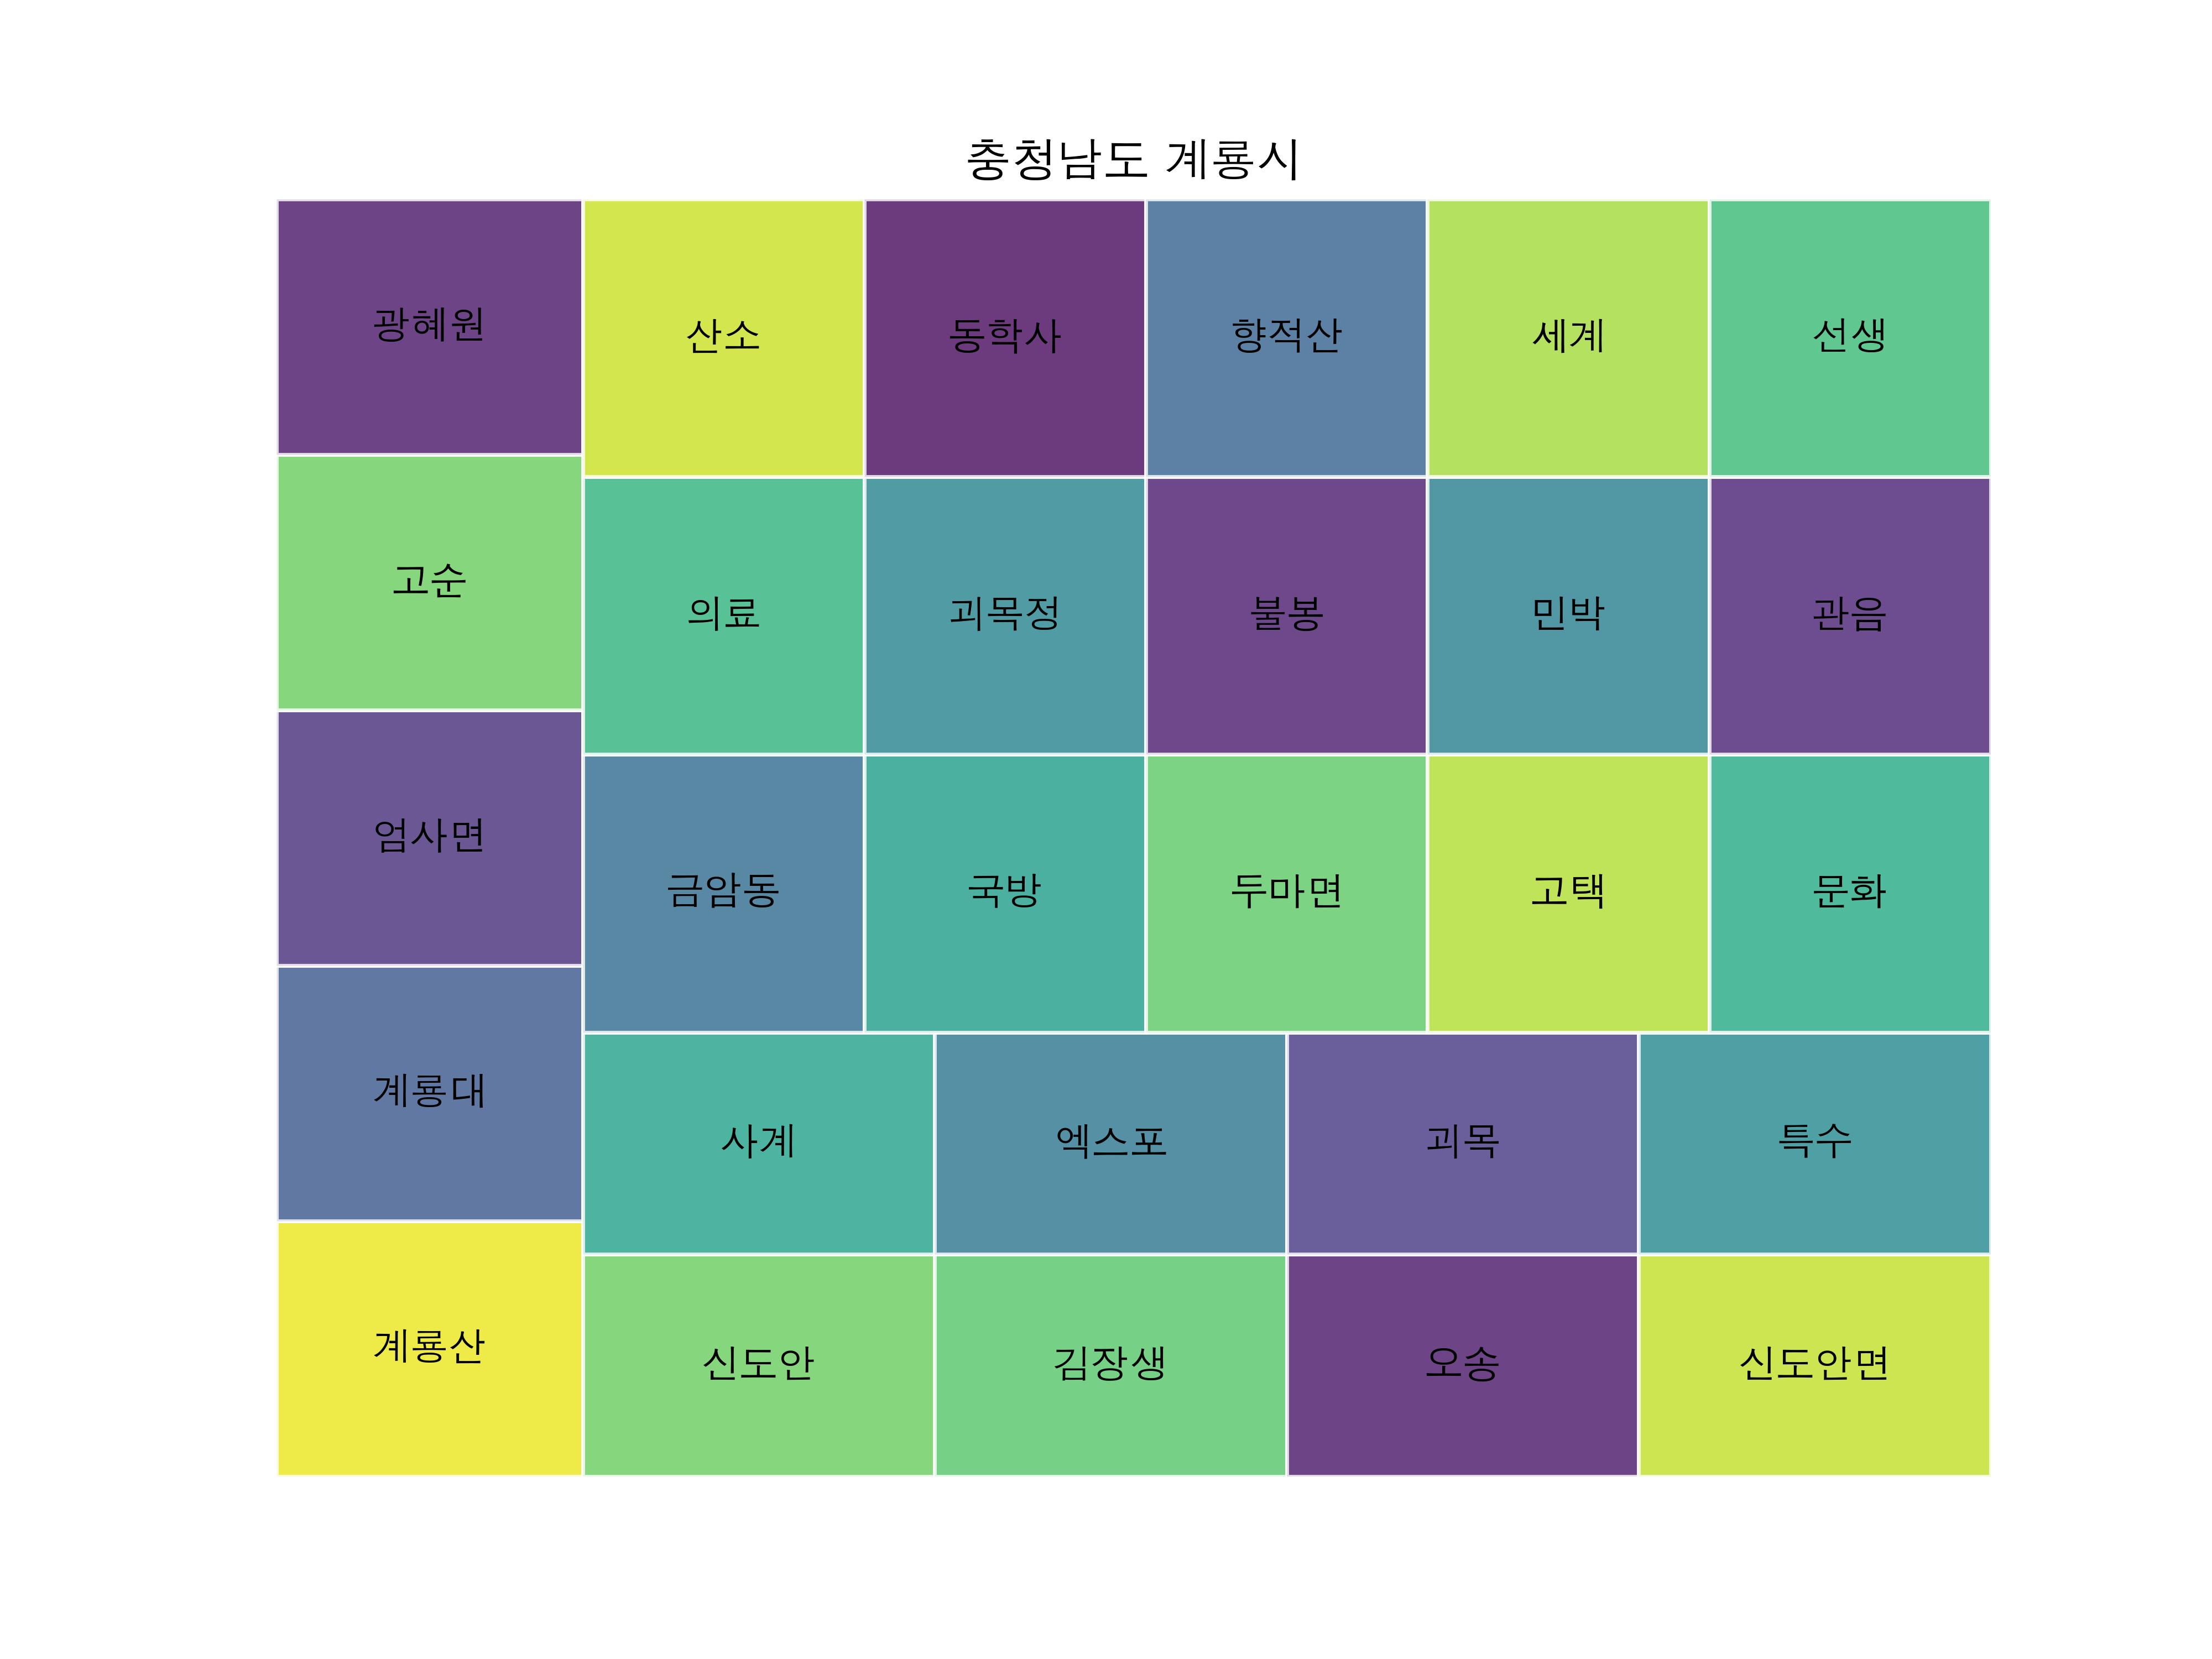 충청남도 계룡시
광혜원
산소
동학사
향적산
세계
선생
고순
의료
괴목정
물봉
민박
관음
엄사면
금암동
국방
두마면
고택
문화
계룡대
사계
엑스포
괴목
특수
계룡산
신도안
김장생
오송
신도안면